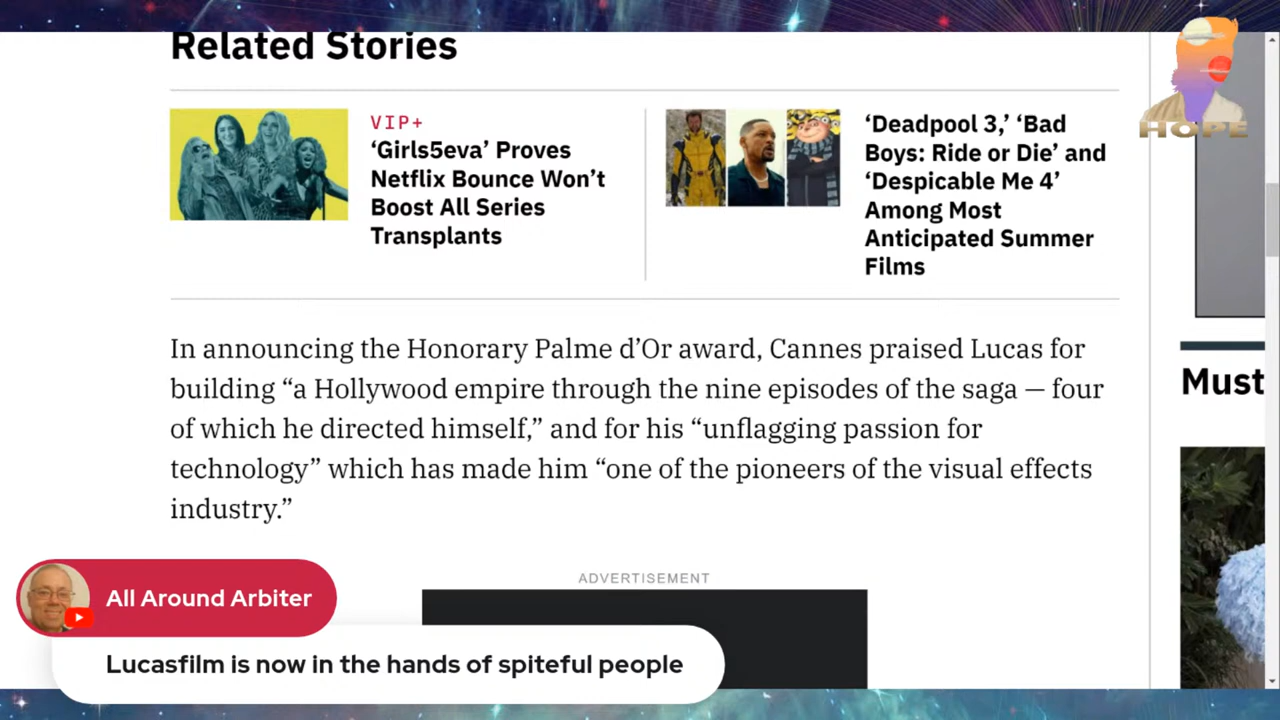 Related Stories
HOPE
VIP+
‘Girls5eva’ Proves
Netflix Bounce Won’t
Boost All Series
Transplants
‘Deadpool 3,’ ‘Bad
Boys: Ride or Die’ and
‘Despicable Me 4’
Among Most
Anticipated Summer
Films
In announcing the Honorary Palme d’Or award, Cannes praised Lucas for
building “a Hollywood empire through the nine episodes of the saga — four
of which he directed himself,” and for his “unflagging passion for
technology” which has made him “one of the pioneers of the visual effects
industry.”
Must
ADVERTISEMENT
All Around Arbiter
Lucasfilm is now in the hands of spiteful people